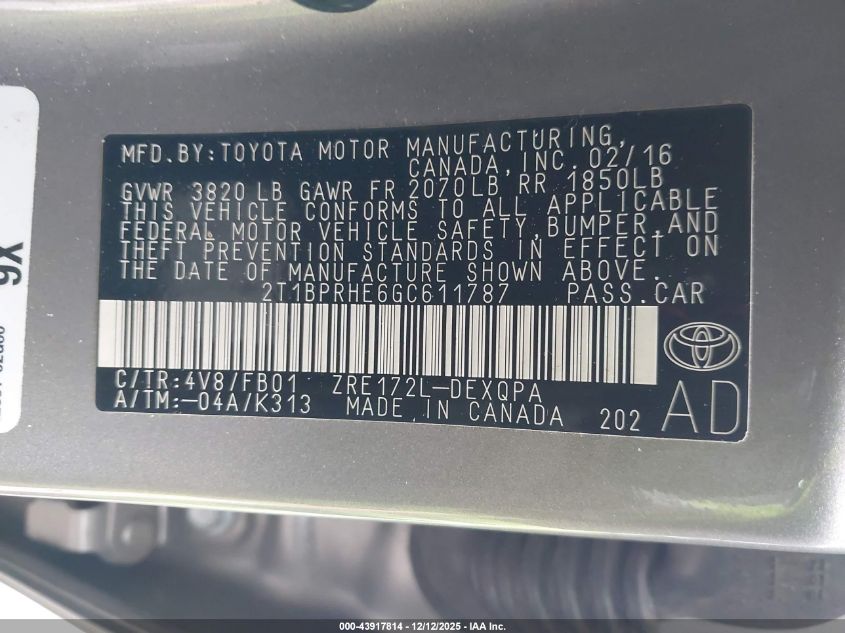 MFD.BY:TOYOTA MOTOR MANUFACTURING,
CANADA,INC. 02/16
GVWR 3820 LB GAWR FR 2070LB RR 1850LB
THIS VEHICLE CONFORMS TO ALL APPLICABLE
FEDERAL MOTOR VEHICLE SAFETY,BUMPER,AND
THEFT PREVENTION STANDARDS IN EFFECT ON
THE DATE OF MANUFACTURE SHOWN ABOVE.
2T1BPRHE6GC611787 PASS.CAR
C/TR:4V8/FB01 ZRE172L-DEXQPA
A/TM:-04A/K313 MADE IN CANADA 202
AD
000-43917814 - 12/12/2025 - IAA Inc.